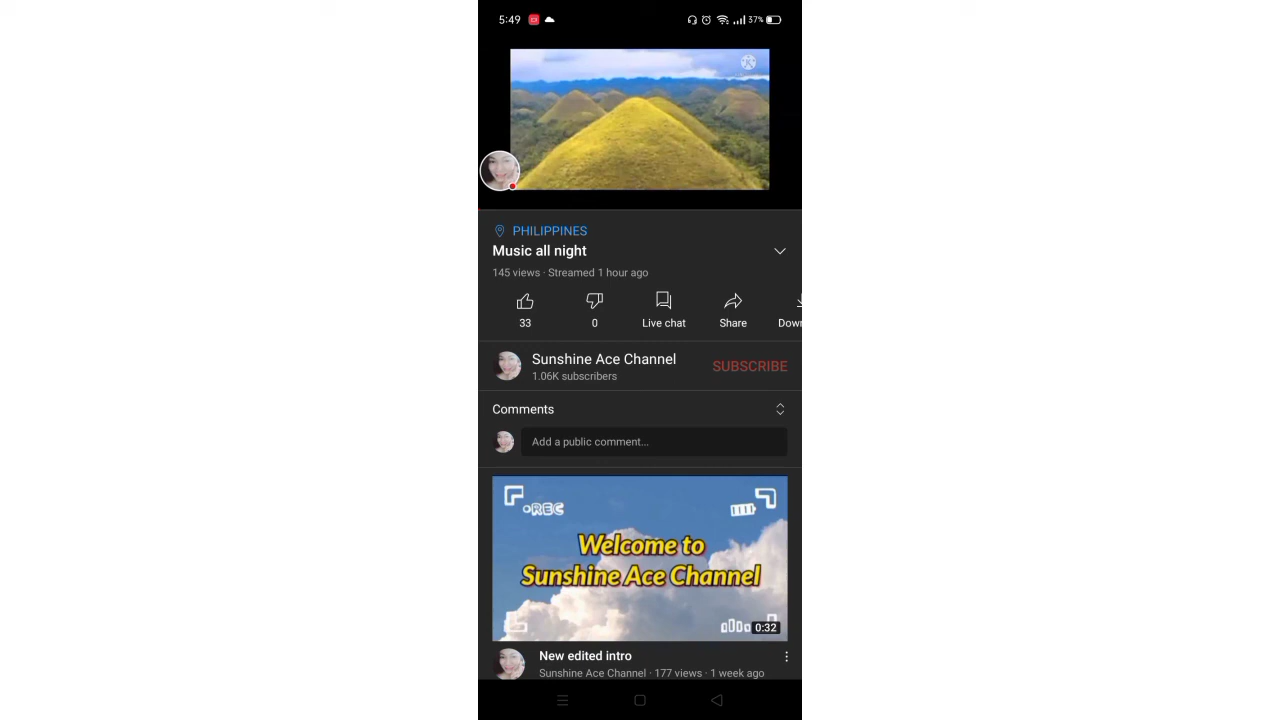 5:49
37%
PHILIPPINES
Music all night
145 views · Streamed 1 hour ago
33
0
Live chat
Share
Down
Sunshine Ace Channel
1.06K subscribers
SUBSCRIBE
Comments
Add a public comment...
REC
Welcome to
Sunshine Ace Channel
0:32
New edited intro
Sunshine Ace Channel · 177 views · 1 week ago